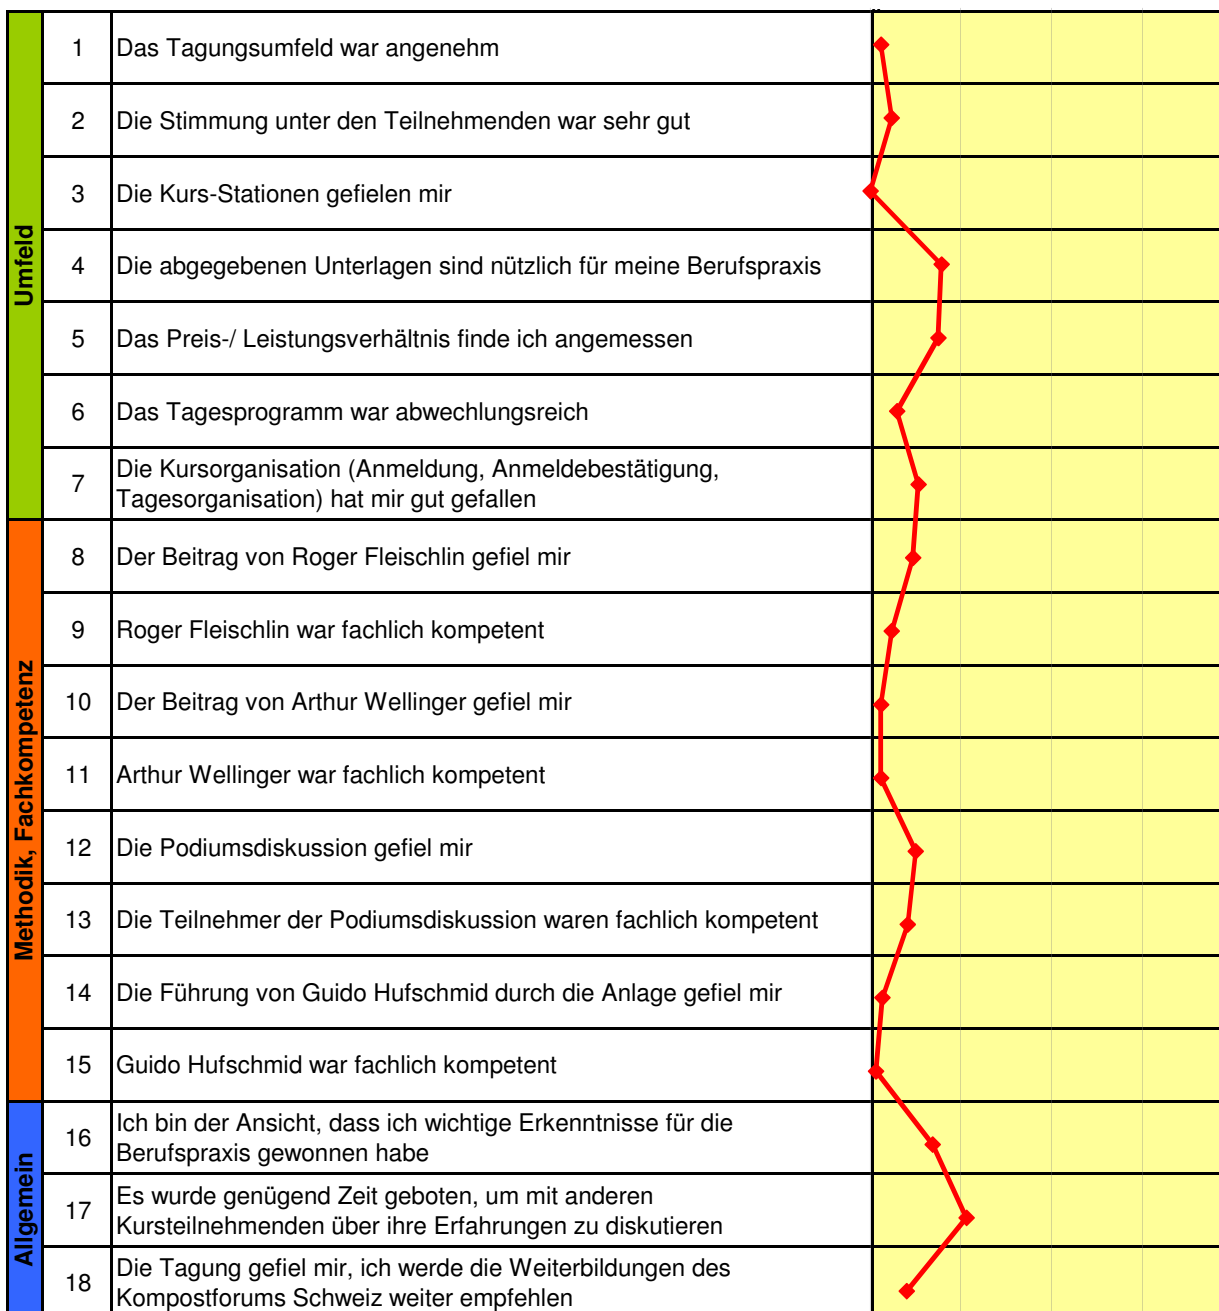 Umfeld
1 Das Tagungsumfeld war angenehm
2 Die Stimmung unter den Teilnehmenden war sehr gut
3 Die Kurs-Stationen gefielen mir
4 Die abgegebenen Unterlagen sind nützlich für meine Berufspraxis
5 Das Preis-/ Leistungsverhältnis finde ich angemessen
6 Das Tagesprogramm war abwechlungsreich
7 Die Kursorganisation (Anmeldung, Anmeldebestätigung,
Tagesorganisation) hat mir gut gefallen
Methodik, Fachkompetenz
8 Der Beitrag von Roger Fleischlin gefiel mir
9 Roger Fleischlin war fachlich kompetent
10 Der Beitrag von Arthur Wellinger gefiel mir
11 Arthur Wellinger war fachlich kompetent
12 Die Podiumsdiskussion gefiel mir
13 Die Teilnehmer der Podiumsdiskussion waren fachlich kompetent
14 Die Führung von Guido Hufschmid durch die Anlage gefiel mir
15 Guido Hufschmid war fachlich kompetent
Allgemein
16 Ich bin der Ansicht, dass ich wichtige Erkenntnisse für die
Berufspraxis gewonnen habe
17 Es wurde genügend Zeit geboten, um mit anderen
Kursteilnehmenden über ihre Erfahrungen zu diskutieren
18 Die Tagung gefiel mir, ich werde die Weiterbildungen des
Kompostforums Schweiz weiter empfehlen